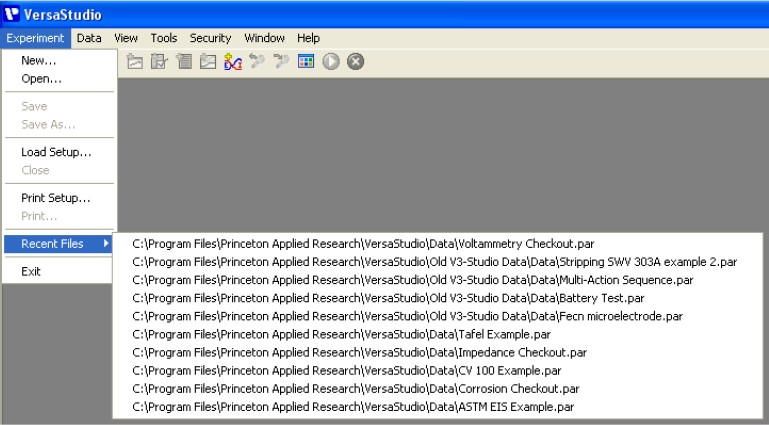 VersaStudio
Experiment Data View Tools Security Window Help
New...
Open...
Save
Save As...
Load Setup...
Close
Print Setup...
Print...
Recent Files
C:\Program Files\Princeton Applied Research\VersaStudio\Data\Voltammetry Checkout.par
C:\Program Files\Princeton Applied Research\VersaStudio\Old V3-Studio Data\Data\Stripping SWV 303A example 2.par
C:\Program Files\Princeton Applied Research\VersaStudio\Old V3-Studio Data\Data\Multi-Action Sequence.par
C:\Program Files\Princeton Applied Research\VersaStudio\Old V3-Studio Data\Data\Battery Test.par
C:\Program Files\Princeton Applied Research\VersaStudio\Old V3-Studio Data\Data\Fecn microelectrode.par
C:\Program Files\Princeton Applied Research\VersaStudio\Data\Tafel Example.par
C:\Program Files\Princeton Applied Research\VersaStudio\Data\Impedance Checkout.par
C:\Program Files\Princeton Applied Research\VersaStudio\Data\CV 100 Example.par
C:\Program Files\Princeton Applied Research\VersaStudio\Data\Corrosion Checkout.par
C:\Program Files\Princeton Applied Research\VersaStudio\Data\ASTM EIS Example.par
Exit